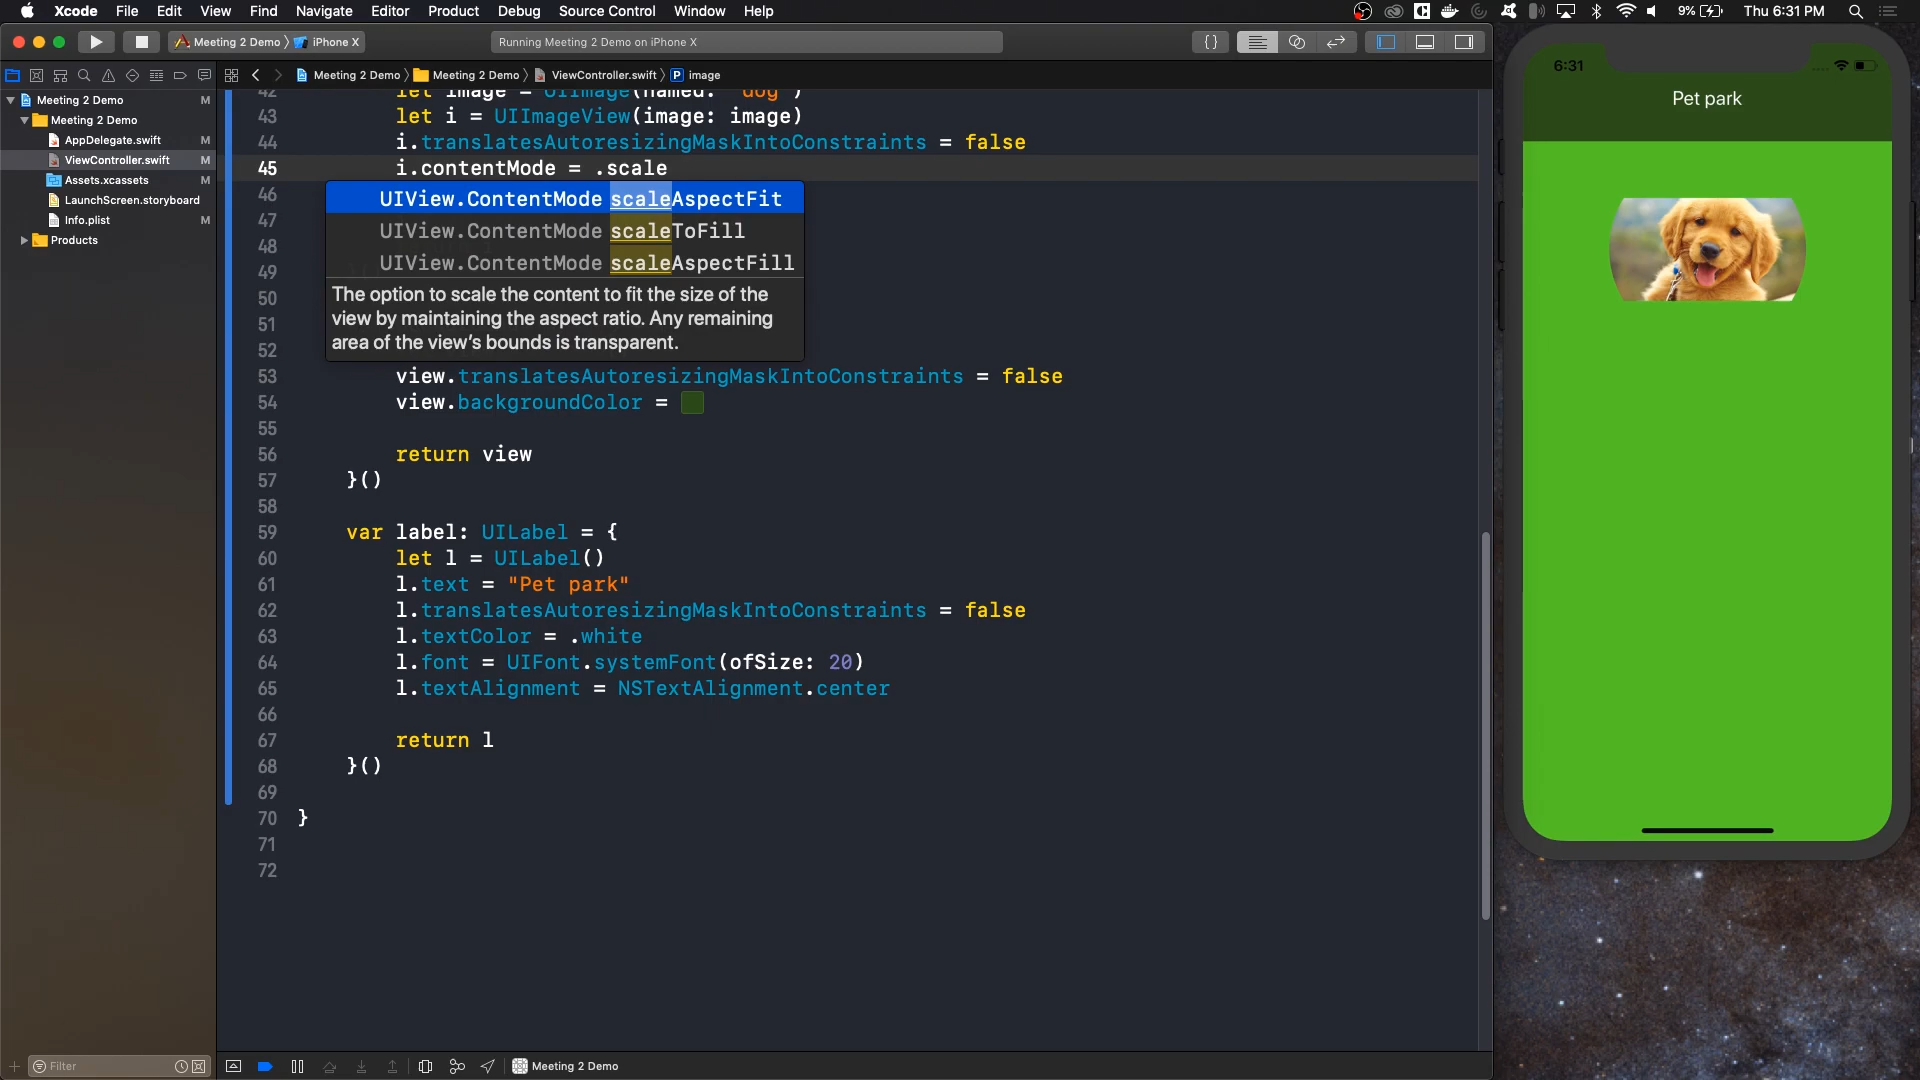 Xcode File Edit View Find Navigate Editor Product Debug Source Control Window Help 9% Thu 6:31 PM
Meeting 2 Demo iPhone X Running Meeting 2 Demo on iPhone X
Meeting 2 Demo Meeting 2 Demo ViewController.swift P image
Meeting 2 Demo M
Meeting 2 Demo
AppDelegate.swift M
ViewController.swift M
Assets.xcassets M
LaunchScreen.storyboard
Info.plist M
Products
Filter
42 let image = UIImage(named: "dog")
43 let i = UIImageView(image: image)
44 i.translatesAutoresizingMaskIntoConstraints = false
45 i.contentMode = .scale
46
47
48
49
50
51
52
UIView.ContentMode scaleAspectFit
UIView.ContentMode scaleToFill
UIView.ContentMode scaleAspectFill
The option to scale the content to fit the size of the
view by maintaining the aspect ratio. Any remaining
area of the view's bounds is transparent.
53 view.translatesAutoresizingMaskIntoConstraints = false
54 view.backgroundColor =
55
56 return view
57 }()
58
59 var label: UILabel = {
60 let l = UILabel()
61 l.text = "Pet park"
62 l.translatesAutoresizingMaskIntoConstraints = false
63 l.textColor = .white
64 l.font = UIFont.systemFont(ofSize: 20)
65 l.textAlignment = NSTextAlignment.center
66
67 return l
68 }()
69
70 }
71
72
Meeting 2 Demo
6:31
Pet park